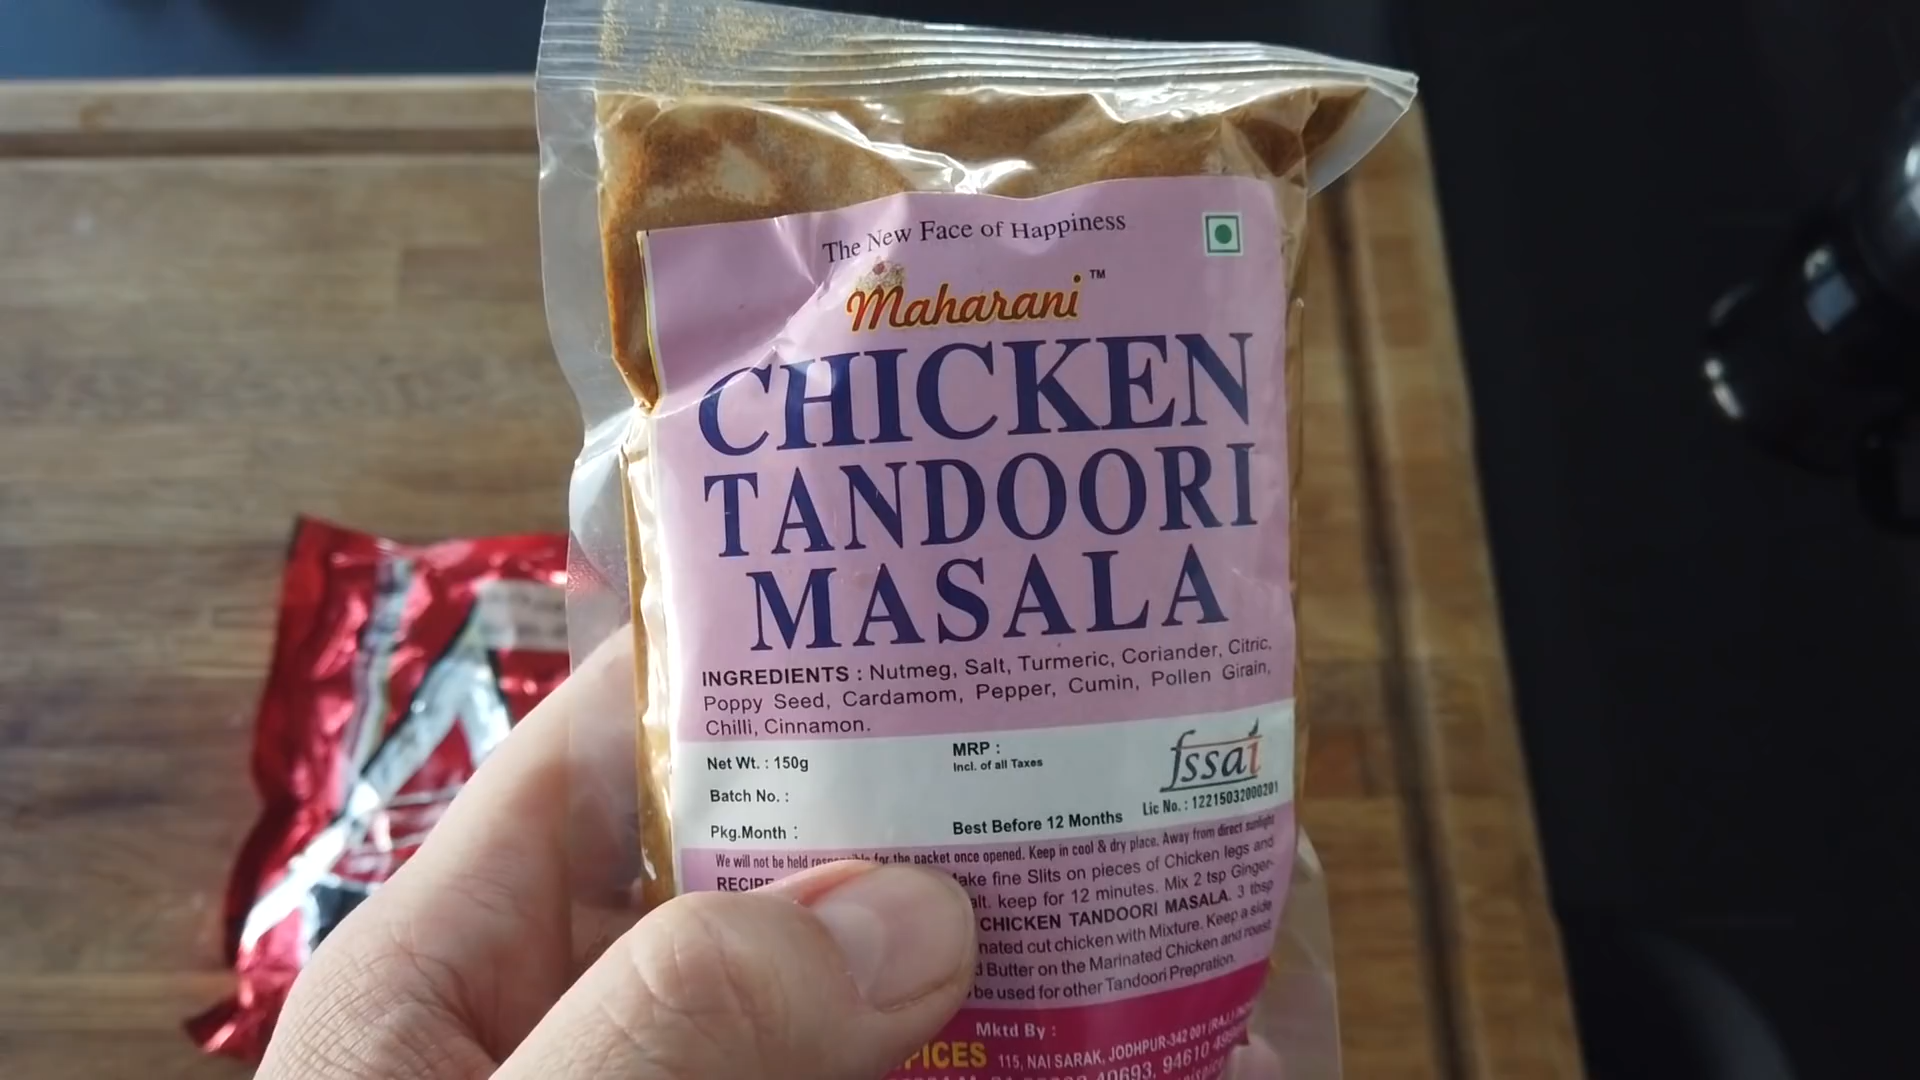 The New Face of Happiness
Maharani TM
CHICKEN
TANDOORI
MASALA
INGREDIENTS : Nutmeg, Salt, Turmeric, Coriander, Citric,
Poppy Seed, Cardamom, Pepper, Cumin, Pollen Girain,
Chilli, Cinnamon.
Net Wt. : 150g
MRP :
Incl. of all Taxes
fssai
Lic No. : 12215032000201
Batch No. :
Pkg.Month :
Best Before 12 Months
We will not be held responsible for the packet once opened. Keep in cool & dry place. Away from direct sunlight
RECIPE fine Slits on pieces of Chicken legs and
keep for 12 minutes. Mix 2 tsp Ginger-
CHICKEN TANDOORI MASALA. 3 tbsp
cut chicken with Mixture. Keep a side
Butter on the Marinated Chicken and roast
be used for other Tandoori Prepration.
Mktd By :
115, NAI SARAK, JODHPUR-342 001 (RAJ.)